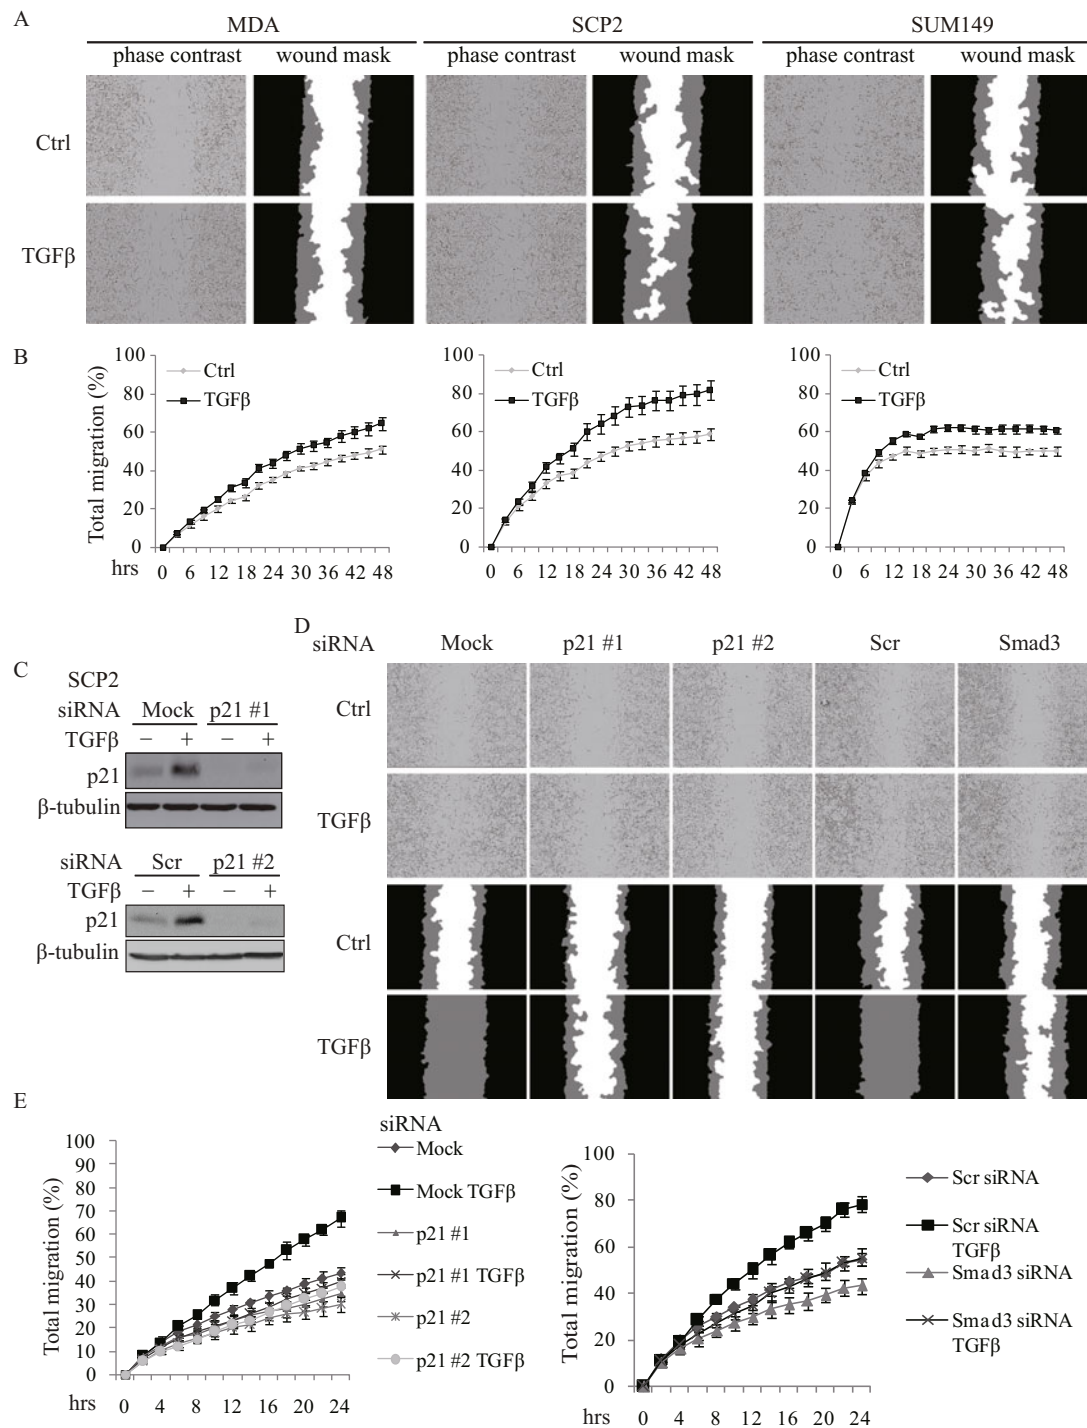 A
MDA SCP2 SUM149
phase contrast wound mask phase contrast wound mask phase contrast wound mask
Ctrl
TGFβ
B
Total migration (%)
100
80
60
40
20
0
Ctrl
TGFβ
hrs 0 6 12 18 24 30 36 42 48
100
80
60
40
20
0
Ctrl
TGFβ
0 6 12 18 24 30 36 42 48
100
80
60
40
20
0
Ctrl
TGFβ
0 6 12 18 24 30 36 42 48
C
SCP2
siRNA Mock p21 #1
TGFβ − + − +
p21
β-tubulin
siRNA Scr p21 #2
TGFβ − + − +
p21
β-tubulin
D
siRNA Mock p21 #1 p21 #2 Scr Smad3
Ctrl
TGFβ
Ctrl
TGFβ
E
Total migration (%)
100
90
80
70
60
50
40
30
20
10
0
hrs 0 4 8 12 16 20 24
siRNA
Mock
Mock TGFβ
p21 #1
p21 #1 TGFβ
p21 #2
p21 #2 TGFβ
Total migration (%)
100
80
60
40
20
0
hrs 0 4 8 12 16 20 24
Scr siRNA
Scr siRNA
TGFβ
Smad3 siRNA
Smad3 siRNA
TGFβ